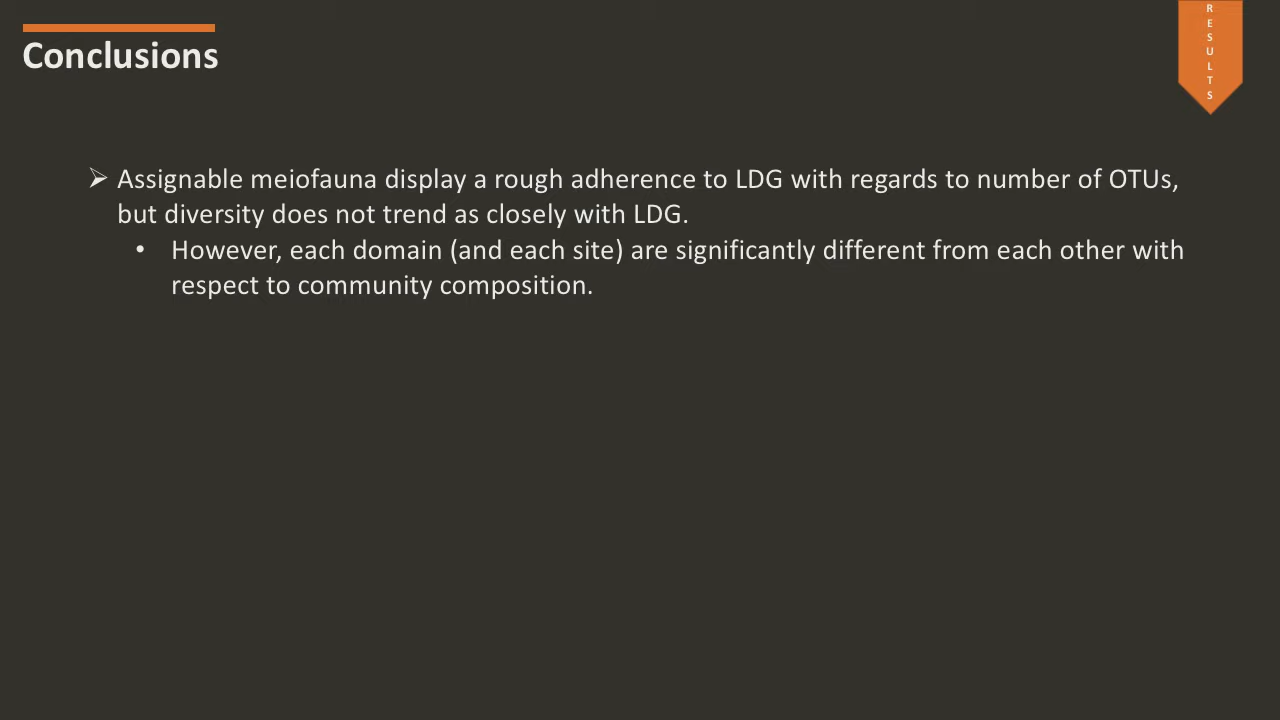 Conclusions
R
E
S
U
L
T
S
➢ Assignable meiofauna display a rough adherence to LDG with regards to number of OTUs,
but diversity does not trend as closely with LDG.
• However, each domain (and each site) are significantly different from each other with
respect to community composition.